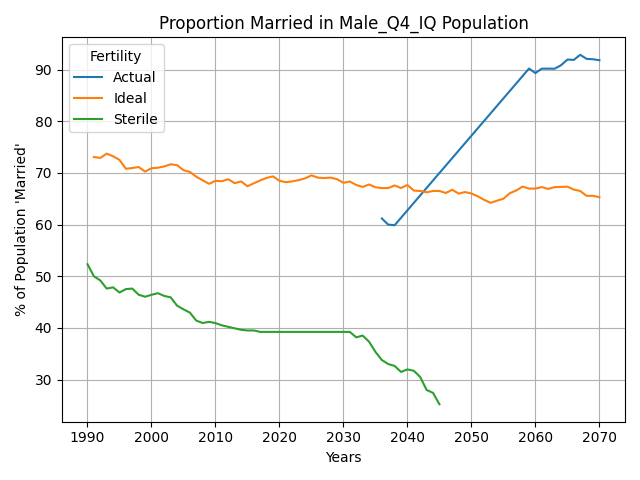 Proportion Married in Male_Q4_IQ Population
Fertility
Actual
Ideal
Sterile
% of Population 'Married'
90
80
70
60
50
40
30
1990 2000 2010 2020 2030 2040 2050 2060 2070
Years